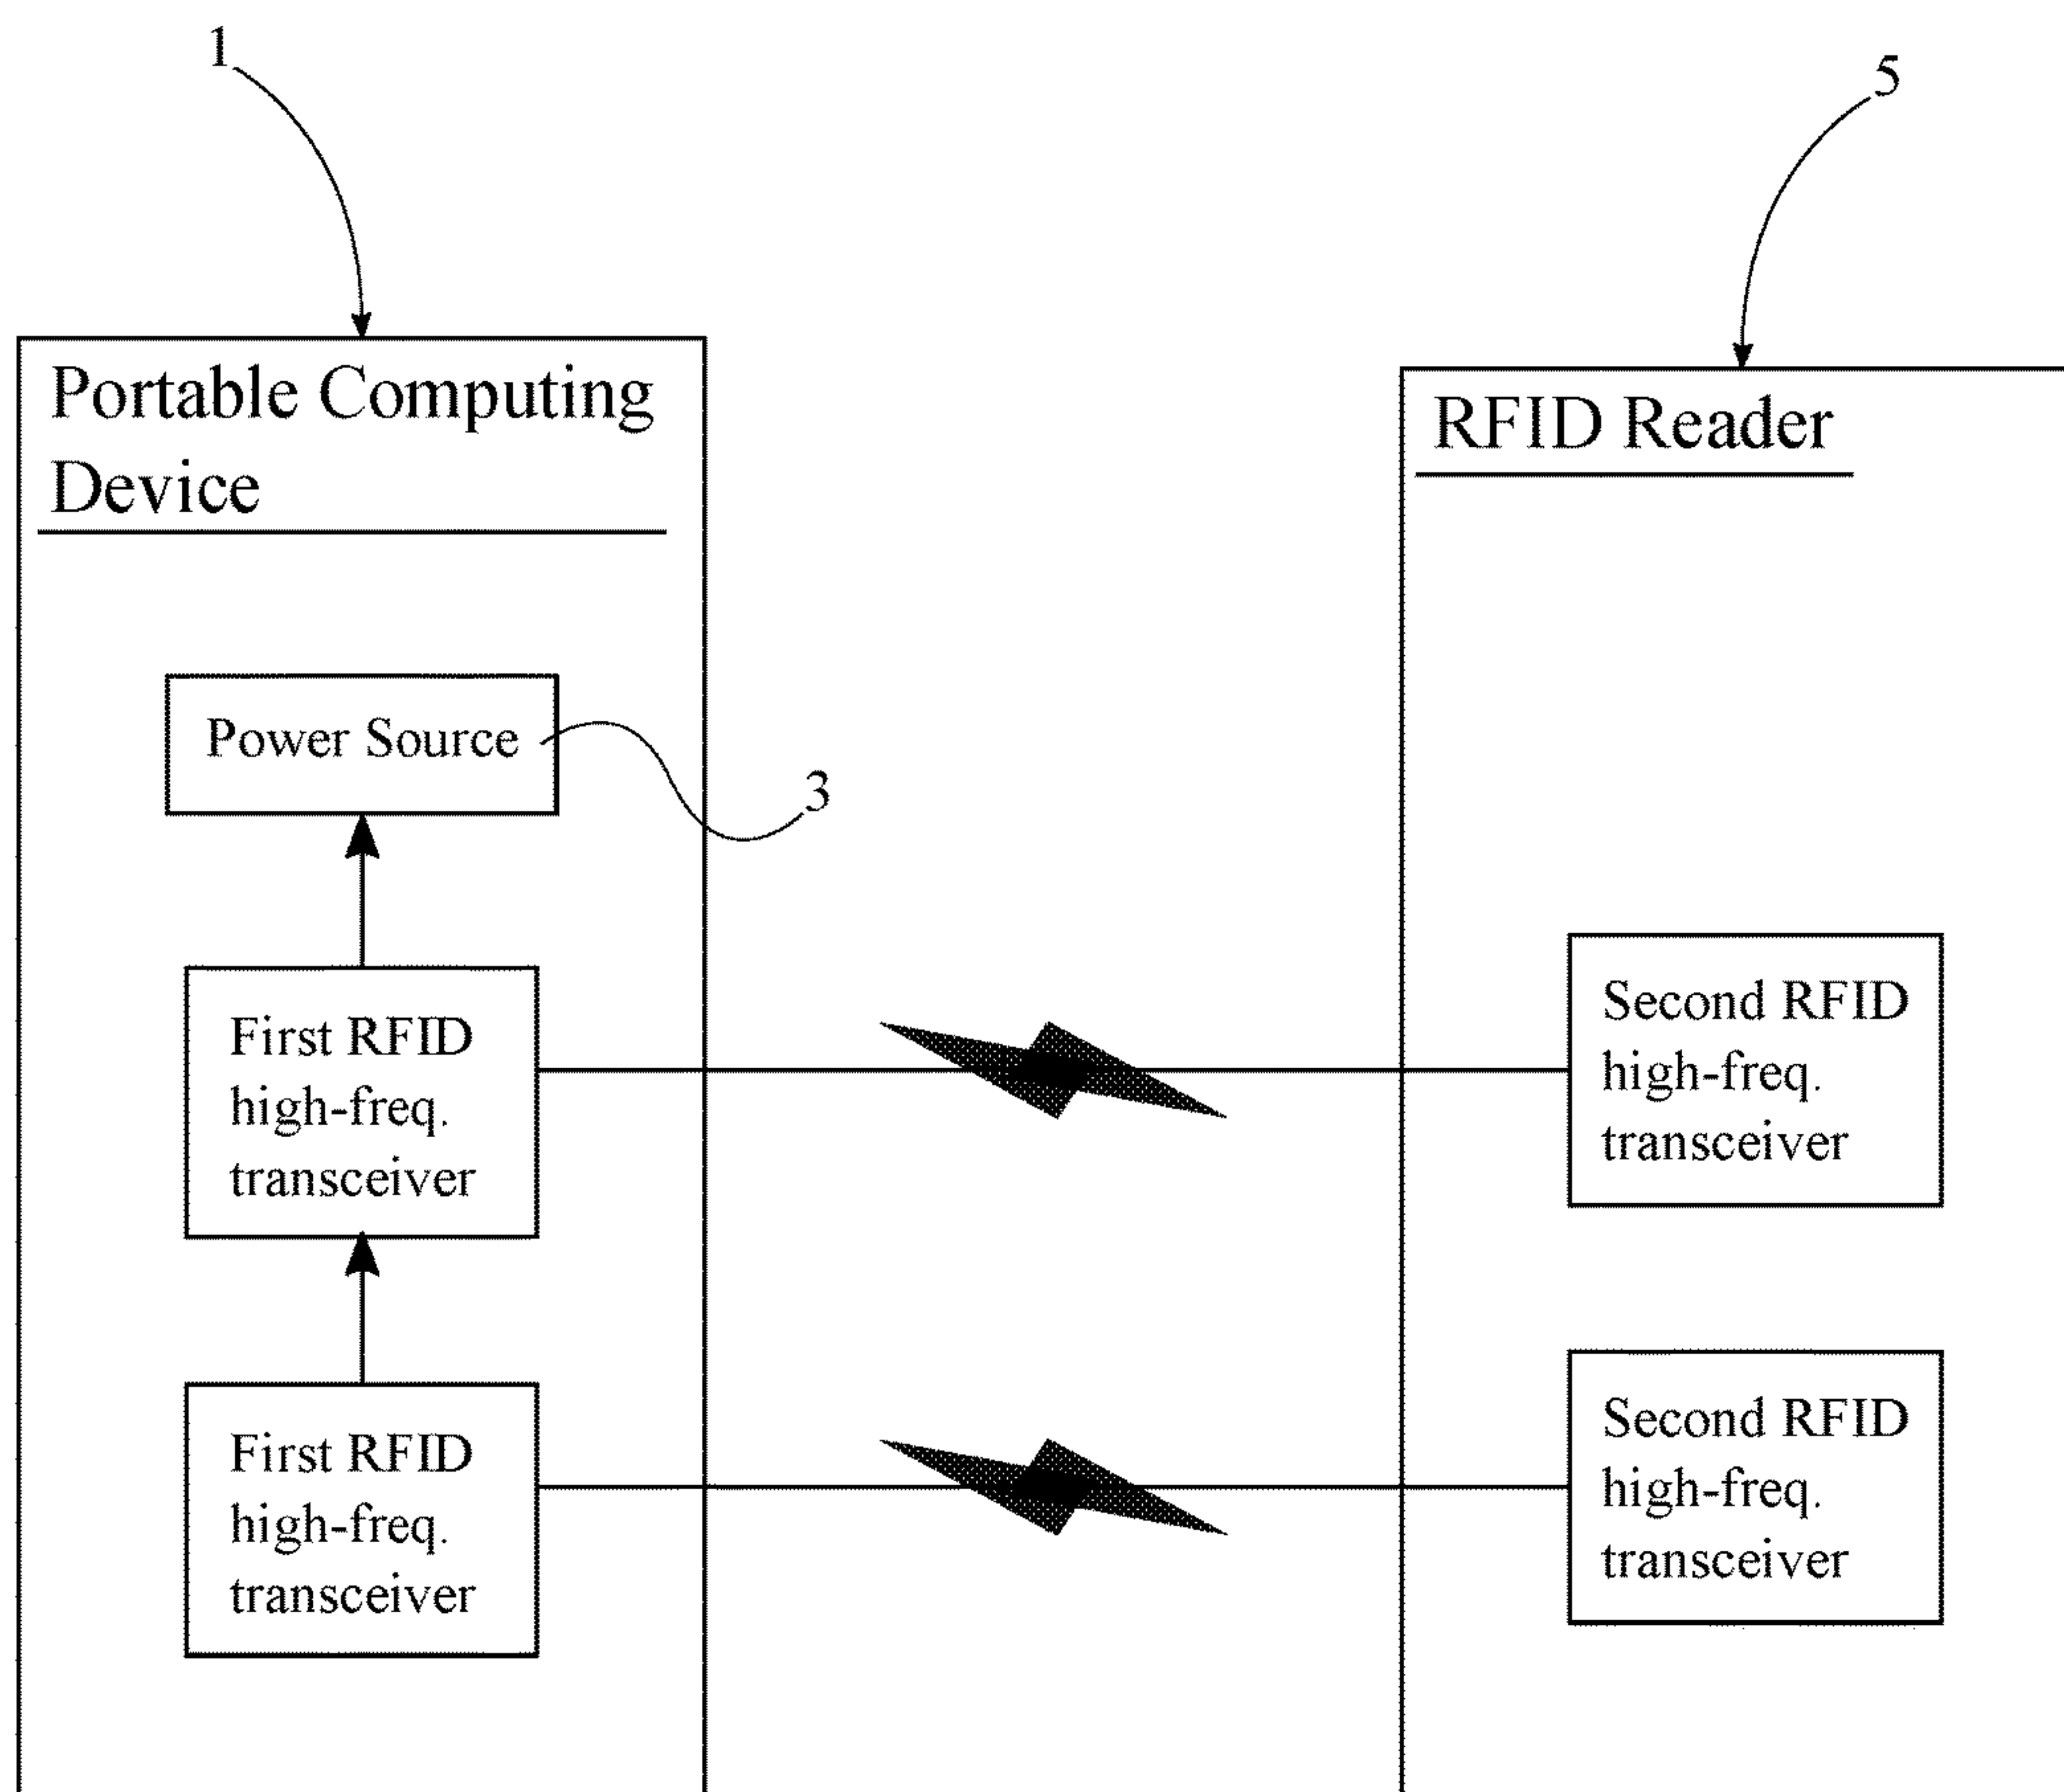 1
5
Portable Computing
Device
RFID Reader
Power Source
3
First RFID
high-freq.
transceiver
Second RFID
high-freq.
transceiver
First RFID
high-freq.
transceiver
Second RFID
high-freq.
transceiver